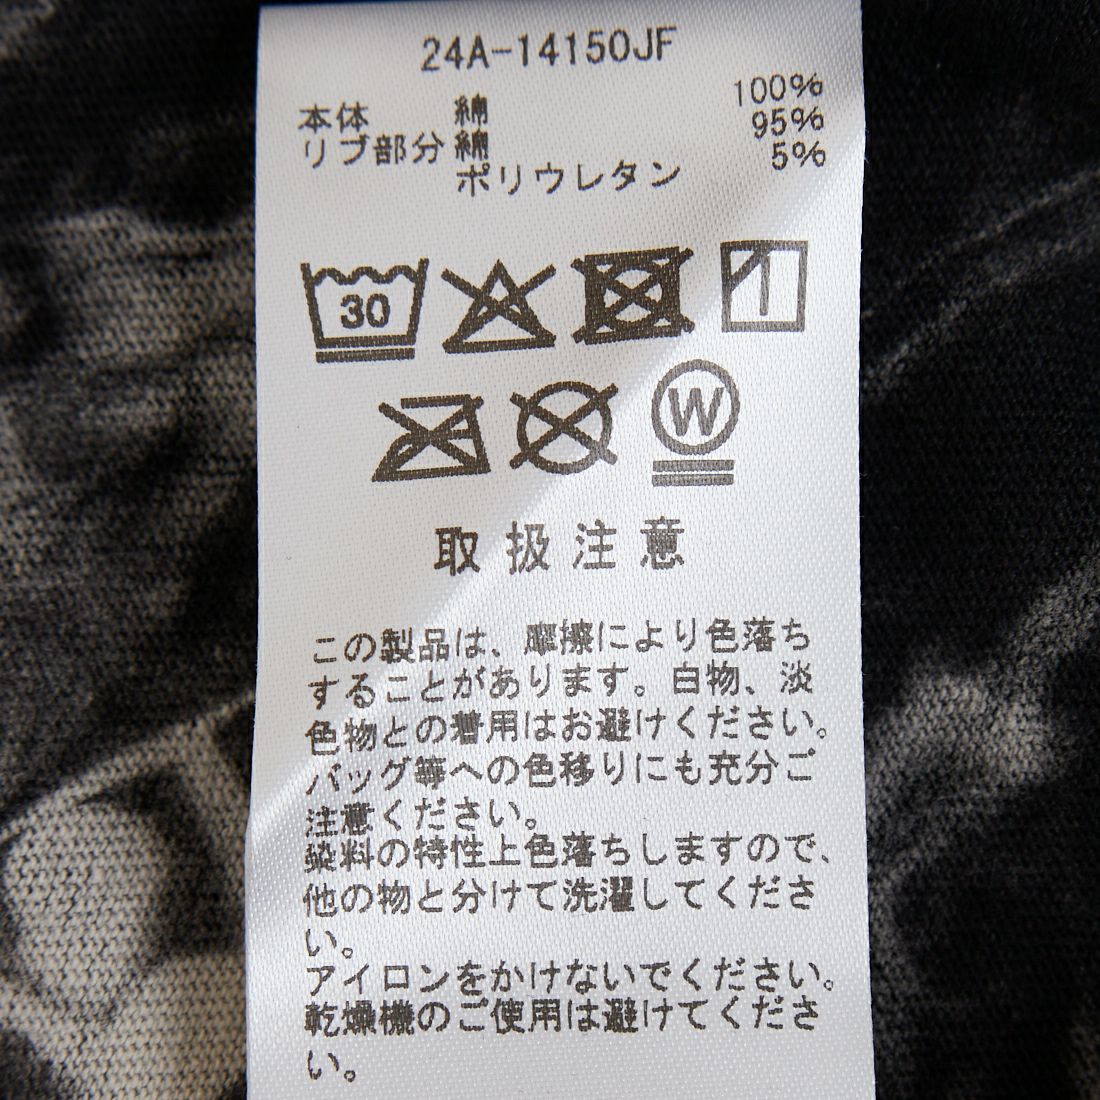 24A-14150JF
本体 綿 100%
リブ部分 綿 95%
ポリウレタン 5%
30
W
取扱注意
この製品は、摩擦により色落ち
することがあります。白物、淡
色物との着用はお避けください。
バッグ等への色移りにも充分ご
注意ください。
染料の特性上色落ちしますので、
他の物と分けて洗濯してくださ
い。
アイロンをかけないでください。
乾燥機のご使用は避けてくださ
い。